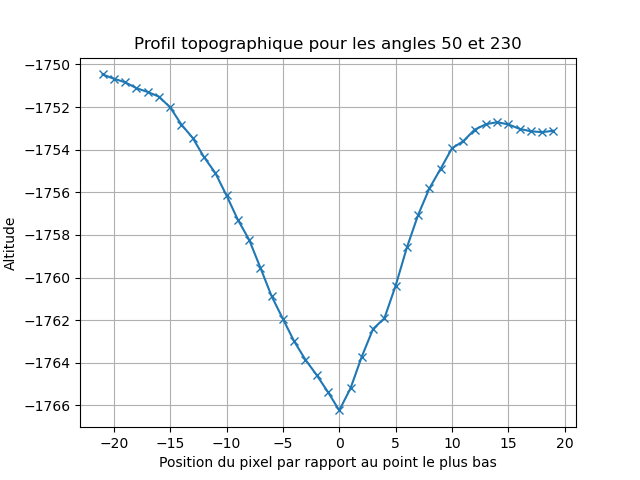 Profil topographique pour les angles 50 et 230
−1750
−1752
−1754
−1756
−1758
−1760
−1762
−1764
−1766
Altitude
−20 −15 −10 −5 0 5 10 15 20
Position du pixel par rapport au point le plus bas